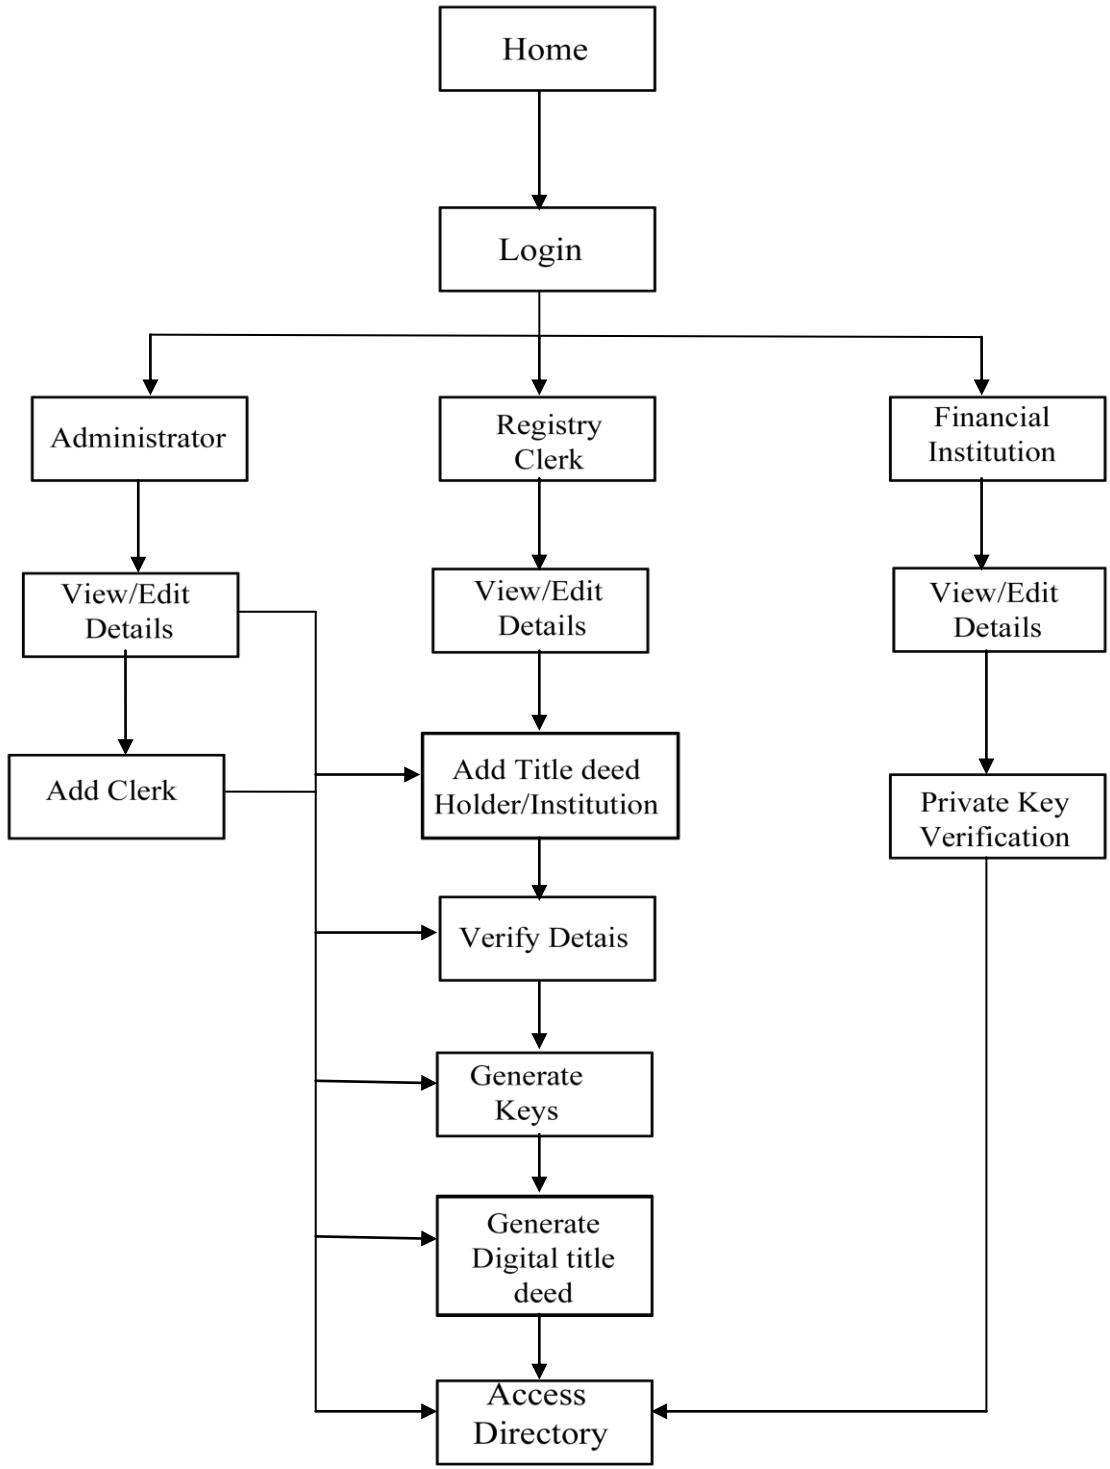 Home
Login
Administrator
Registry
Clerk
Financial
Institution
View/Edit
Details
View/Edit
Details
View/Edit
Details
Add Clerk
Add Title deed
Holder/Institution
Private Key
Verification
Verify Detais
Generate
Keys
Generate
Digital title
deed
Access
Directory